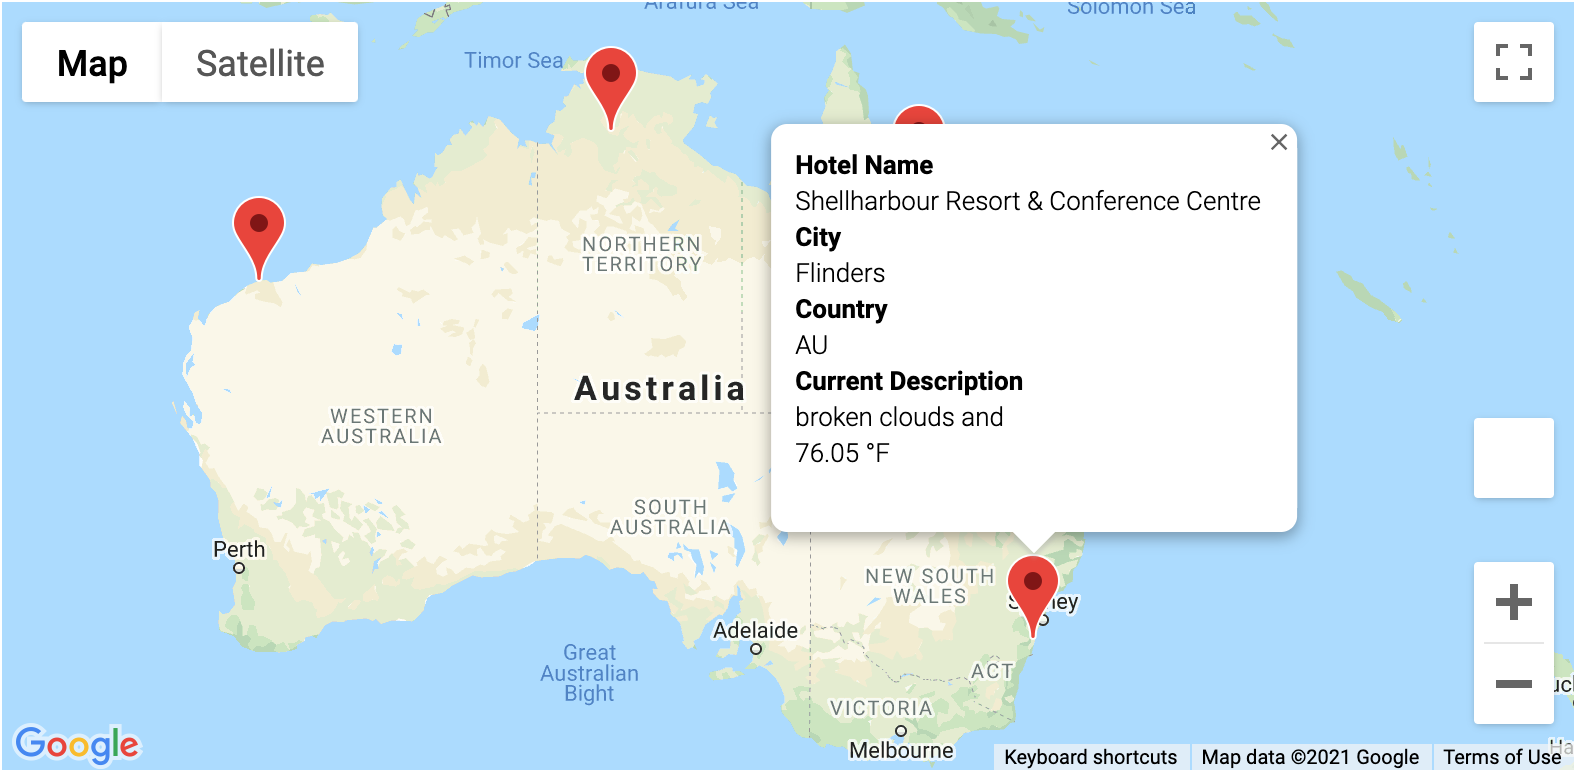 Arafura Sea
Solomon Sea
Map
Satellite
Timor Sea
Hotel Name
Shellharbour Resort & Conference Centre
City
Flinders
Country
AU
Current Description
broken clouds and
76.05 °F
NORTHERN
TERRITORY
Australia
WESTERN
AUSTRALIA
SOUTH
AUSTRALIA
Perth
NEW SOUTH
WALES
Adelaide
Great
Australian
Bight
ACT
VICTORIA
Melbourne
Google
Keyboard shortcuts
Map data ©2021 Google
Terms of Use